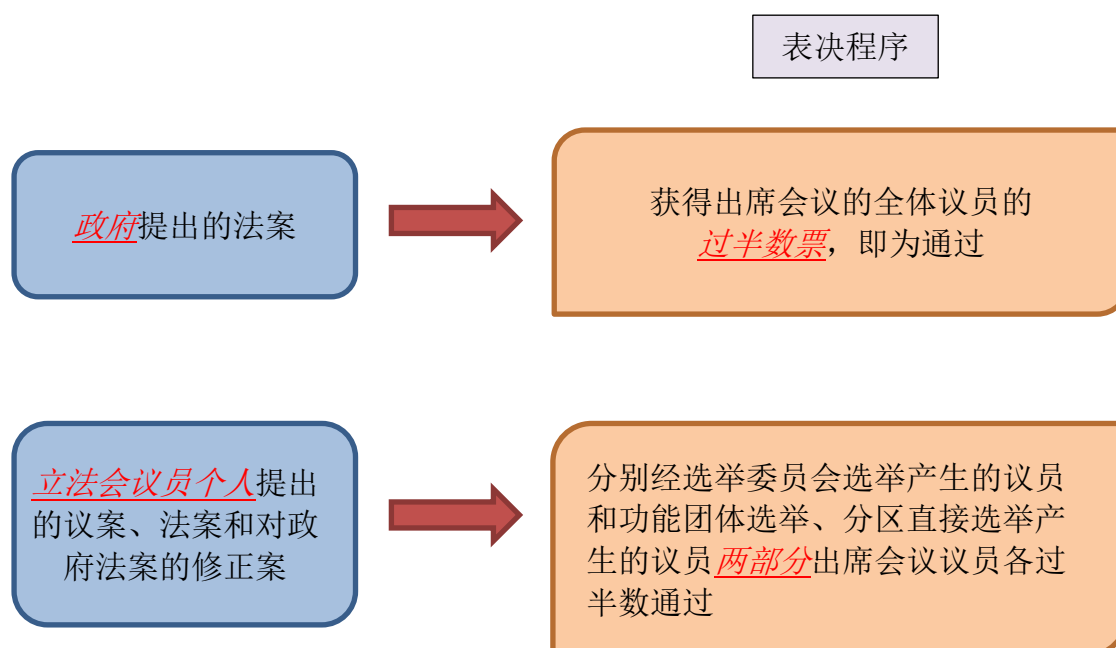 表决程序
政府提出的法案
获得出席会议的全体议员的
过半数票，即为通过
立法会议员个人提出
的议案、法案和对政
府法案的修正案
分别经选举委员会选举产生的议员
和功能团体选举、分区直接选举产
生的议员两部分出席会议议员各过
半数通过